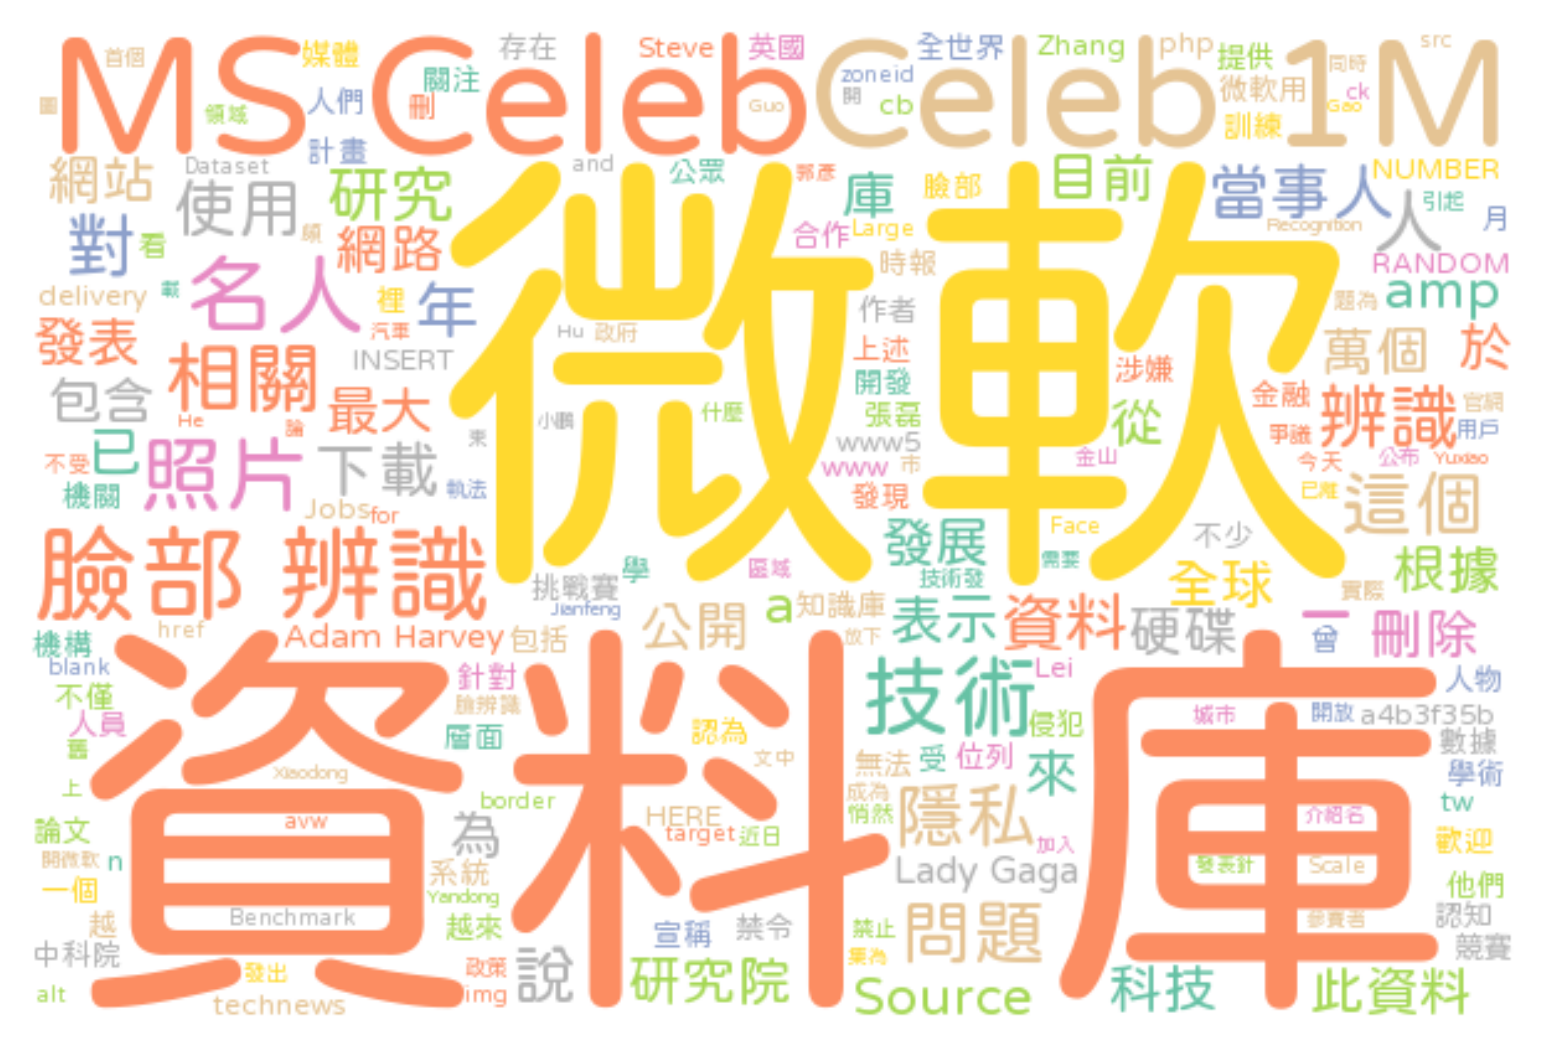 首個
媒體
存在
Steve
英國
全世界
Zhang
php
提供
src
同時
MS
Celeb
Celeb
1M
關注
zoneid
微軟用
ck
圖
領域
人們
刪
Guo
開
cb
訓練
Gao
計畫
網站
Dataset
使用
研究
and
公眾
郭彥
庫
臉部
目前
當事人
NUMBER
人
引起
月
對
看
頻
網路
合作
Large
Recognition
delivery
載
名人
裡
年
時報
RANDOM
題為
amp
發表
汽車
Hu
政府
微軟
作者
萬個
於
相關
INSERT
上述
涉嫌
包含
最大
開發
金融
辨識
官網
He
論
小鵬
什麼
張磊
從
爭議
用戶
已
東
www5
不受
照片
下載
www
市
金山
今天
公布
Yuxiao
機關
執法
發現
已離
這個
Jobs
for
Face
不少
臉部 辨識
發展
需要
全球
根據
學
區域
技術發
實際
挑戰賽
Jianfeng
公開
a
知識庫
表示
資料
硬碟
一
曾
刪除
機構
href
Adam Harvey
包括
放下
blank
針對
技術
Lei
人物
不僅
臉辨識
人員
層面
認為
侵犯
城市
開放
a4b3f35b
舊
文中
無法
受
位列
來
數據
Xiaodong
資料庫
學術
上
border
HERE
成為
隱私
tw
論文
avw
為
target
近日
悄然
介紹名
加入
歡迎
開微軟
n
系統
Lady Gaga
發表針
Scale
一個
Yandong
他們
越
Benchmark
越來
宣稱
禁令
禁止
問題
參賽者
認知
中科院
集為
競賽
發出
政策
說
研究院
科技
此資料
alt
technews
img
Source